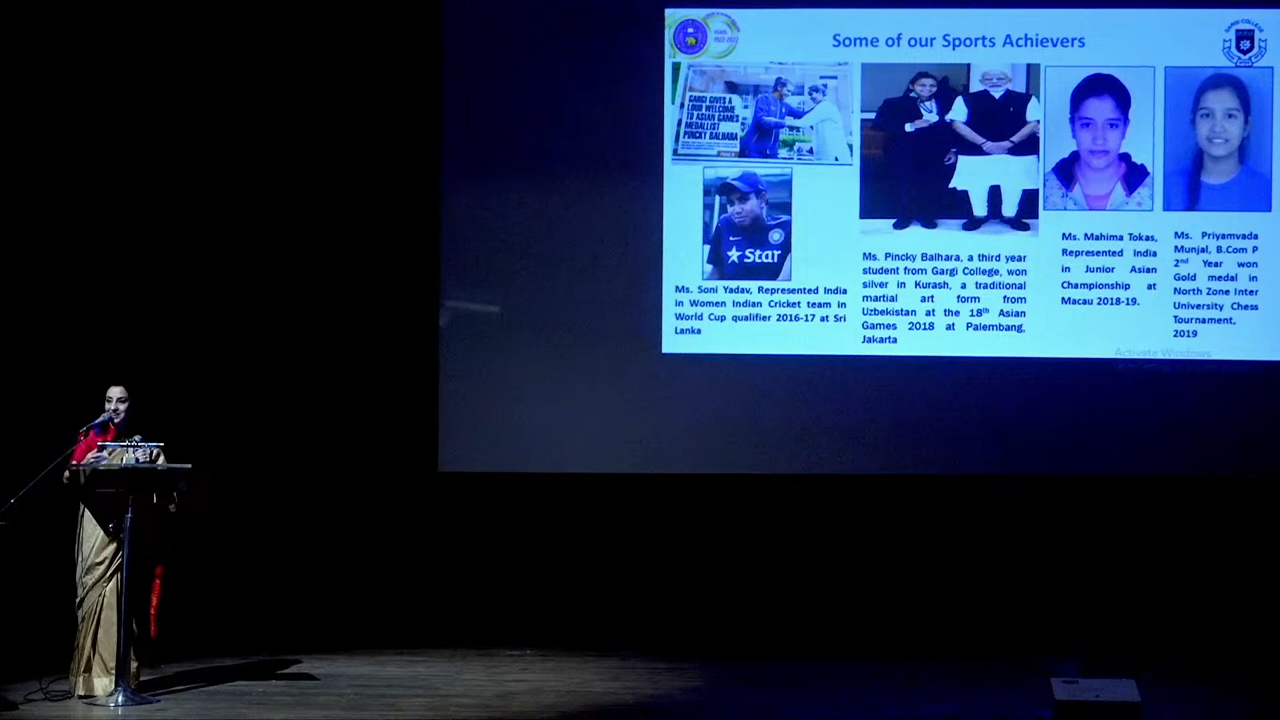 Some of our Sports Achievers
GARGI COLLEGE
1922-2022
GARGI GIVES A
LOUD WELCOME
TO ASIAN GAMES
MEDALLIST
PINCKY BALHARA
Star
Ms. Soni Yadav, Represented India
in Women Indian Cricket team in
World Cup qualifier 2016-17 at Sri
Lanka
Ms. Pincky Balhara, a third year
student from Gargi College, won
silver in Kurash, a traditional
martial art form from
Uzbekistan at the 18th Asian
Games 2018 at Palembang,
Jakarta
Ms. Mahima Tokas,
Represented India
in Junior Asian
Championship at
Macau 2018-19.
Ms. Priyamvada
Munjal, B.Com P
2nd Year won
Gold medal in
North Zone Inter
University Chess
Tournament,
2019
Activate Windows